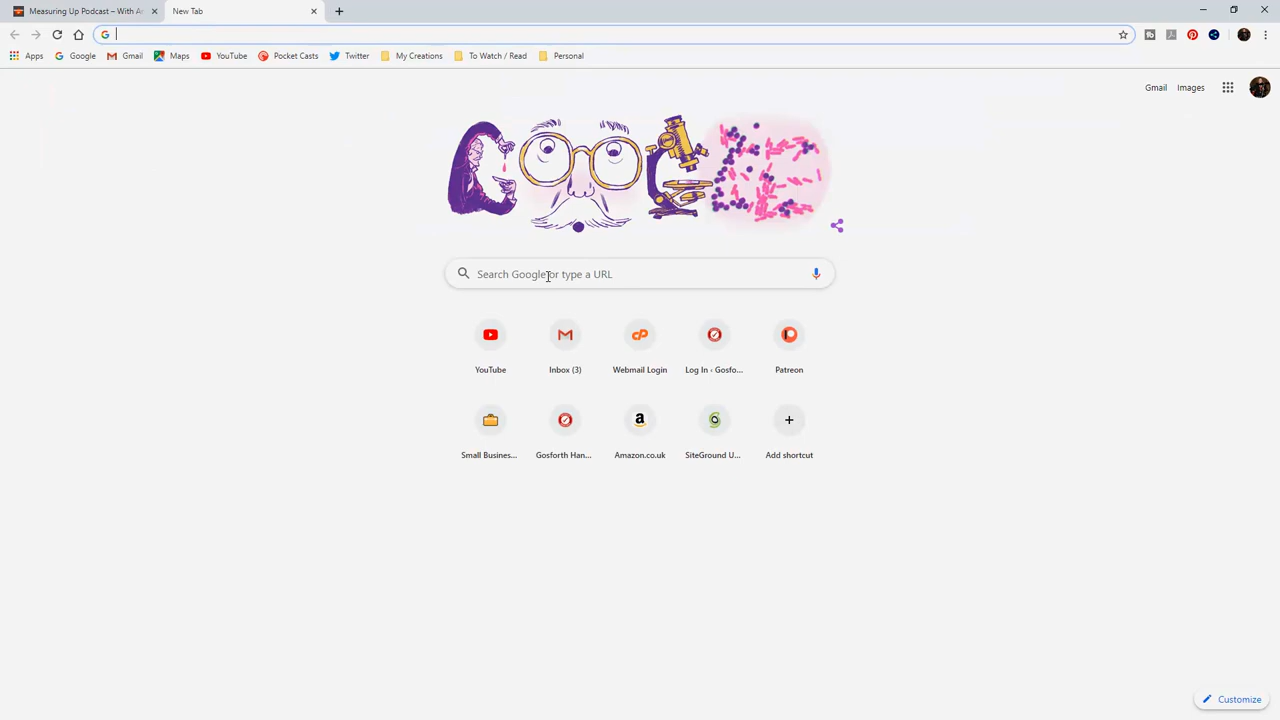 Measuring Up Podcast – With Ar
New Tab
Apps
Google
Gmail
Maps
YouTube
Pocket Casts
Twitter
My Creations
To Watch / Read
Personal
Gmail
Images
Search Google or type a URL
YouTube
Inbox (3)
Webmail Login
Log In ‹ Gosfo...
Patreon
Small Busines...
Gosforth Han...
Amazon.co.uk
SiteGround U...
Add shortcut
Customize